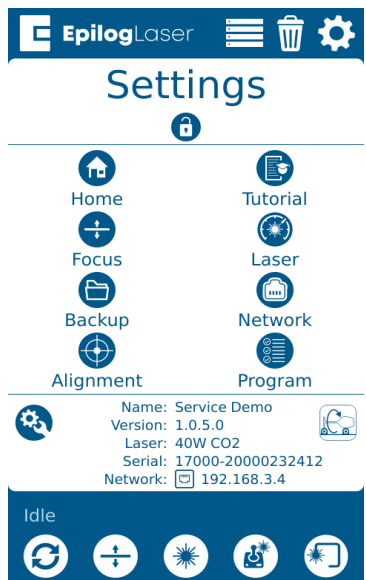 EpilogLaser
Settings
Home Tutorial
Focus Laser
Backup Network
Alignment Program
Name: Service Demo
Version: 1.0.5.0
Laser: 40W CO2
Serial: 17000-20000232412
Network: 192.168.3.4
Idle